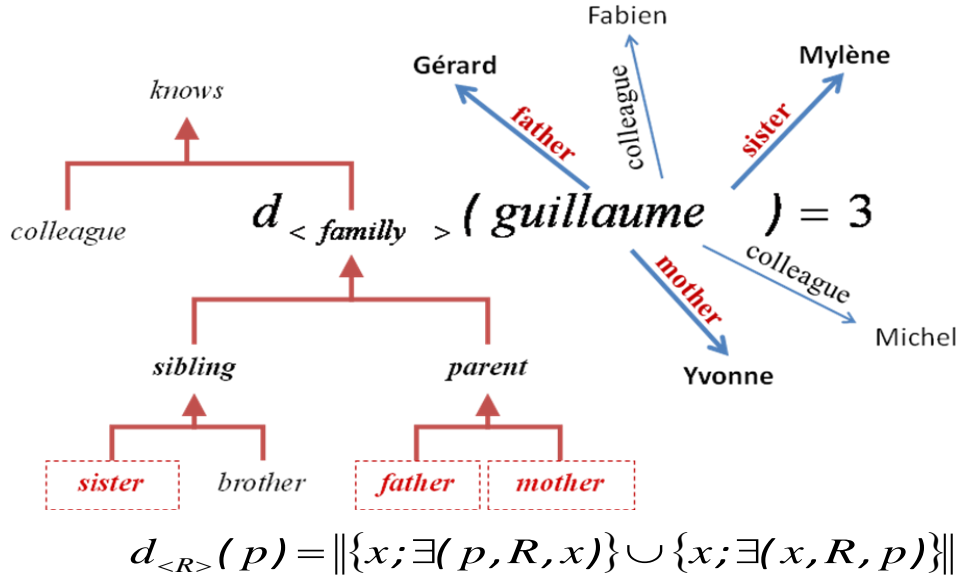 Fabien
Gérard
Mylène
knows
father
colleague
sister
colleague
d < familly > ( guillaume ) = 3
mother
colleague
Michel
sibling
parent
Yvonne
sister
brother
father
mother
d<R>(p) = ‖{x; ∃(p, R, x)} ∪ {x; ∃(x, R, p)}‖